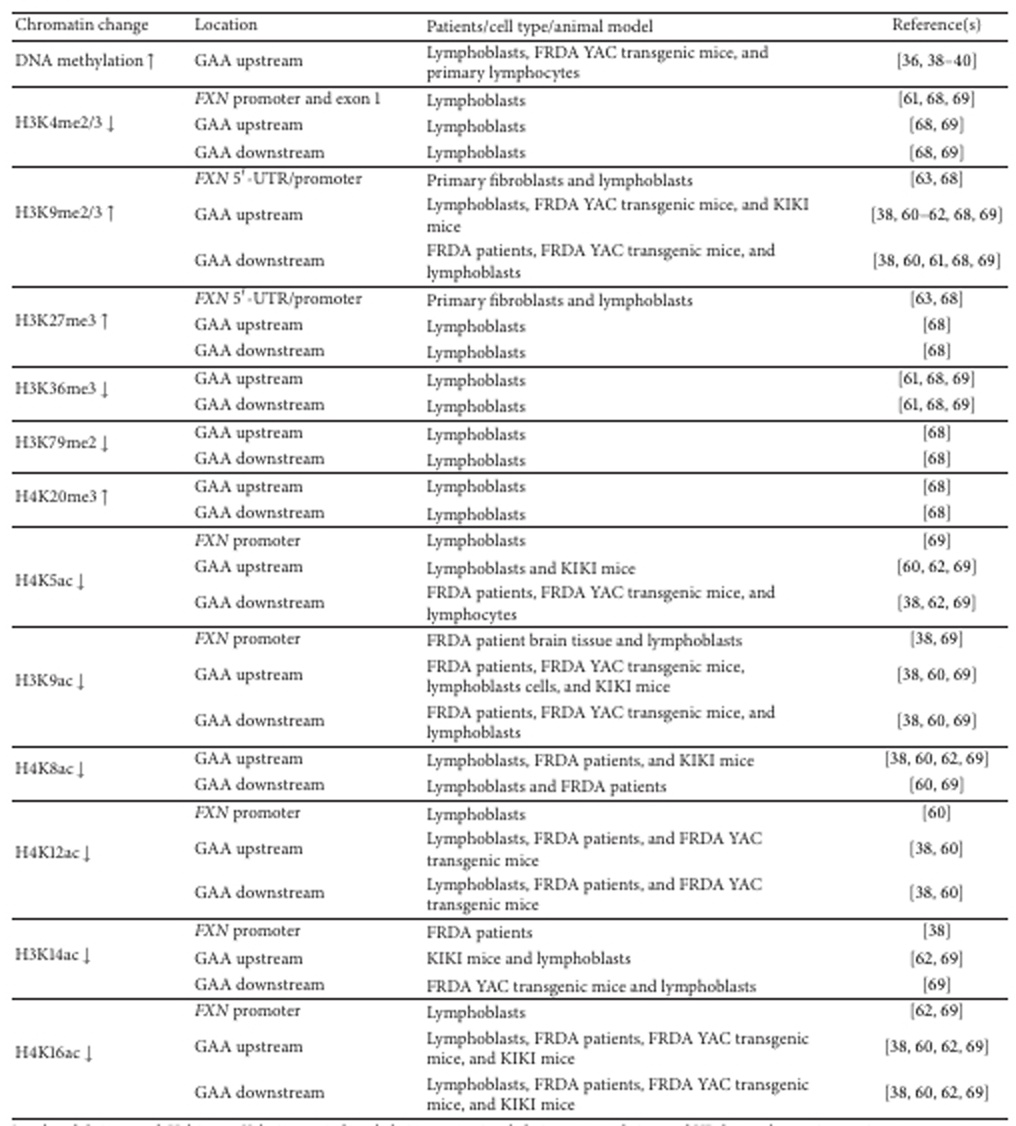 Chromatin change Location Patients/cell type/animal model Reference(s)
DNA methylation ↑ GAA upstream Lymphoblasts, FRDA YAC transgenic mice, and primary lymphocytes [36, 38–40]
H3K4me2/3 ↓ FXN promoter and exon 1 Lymphoblasts [61, 68, 69]
GAA upstream Lymphoblasts [68, 69]
GAA downstream Lymphoblasts [68, 69]
H3K9me2/3 ↑ FXN 5′-UTR/promoter Primary fibroblasts and lymphoblasts [63, 68]
GAA upstream Lymphoblasts, FRDA YAC transgenic mice, and KIKI mice [38, 60–62, 68, 69]
GAA downstream FRDA patients, FRDA YAC transgenic mice, and lymphoblasts [38, 60, 61, 68, 69]
H3K27me3 ↑ FXN 5′-UTR/promoter Primary fibroblasts and lymphoblasts [63, 68]
GAA upstream Lymphoblasts [68]
GAA downstream Lymphoblasts [68]
H3K36me3 ↓ GAA upstream Lymphoblasts [61, 68, 69]
GAA downstream Lymphoblasts [61, 68, 69]
H3K79me2 ↓ GAA upstream Lymphoblasts [68]
GAA downstream Lymphoblasts [68]
H4K20me3 ↑ GAA upstream Lymphoblasts [68]
GAA downstream Lymphoblasts [68]
H4K5ac ↓ FXN promoter Lymphoblasts [69]
GAA upstream Lymphoblasts and KIKI mice [60, 62, 69]
GAA downstream FRDA patients, FRDA YAC transgenic mice, and lymphocytes [38, 62, 69]
H3K9ac ↓ FXN promoter FRDA patient brain tissue and lymphoblasts [38, 69]
GAA upstream FRDA patients, FRDA YAC transgenic mice, lymphoblasts cells, and KIKI mice [38, 60, 69]
GAA downstream FRDA patients, FRDA YAC transgenic mice, and lymphoblasts [38, 60, 69]
H4K8ac ↓ GAA upstream Lymphoblasts, FRDA patients, and KIKI mice [38, 60, 62, 69]
GAA downstream Lymphoblasts and FRDA patients [60, 69]
H4K12ac ↓ FXN promoter Lymphoblasts [60]
GAA upstream Lymphoblasts, FRDA patients, and FRDA YAC transgenic mice [38, 60]
GAA downstream Lymphoblasts, FRDA patients, and FRDA YAC transgenic mice [38, 60]
H3K14ac ↓ FXN promoter FRDA patients [38]
GAA upstream KIKI mice and lymphoblasts [62, 69]
GAA downstream FRDA YAC transgenic mice and lymphoblasts [69]
H4K16ac ↓ FXN promoter Lymphoblasts [62, 69]
GAA upstream Lymphoblasts, FRDA patients, FRDA YAC transgenic mice, and KIKI mice [38, 60, 62, 69]
GAA downstream Lymphoblasts, FRDA patients, FRDA YAC transgenic mice, and KIKI mice [38, 60, 62, 69]